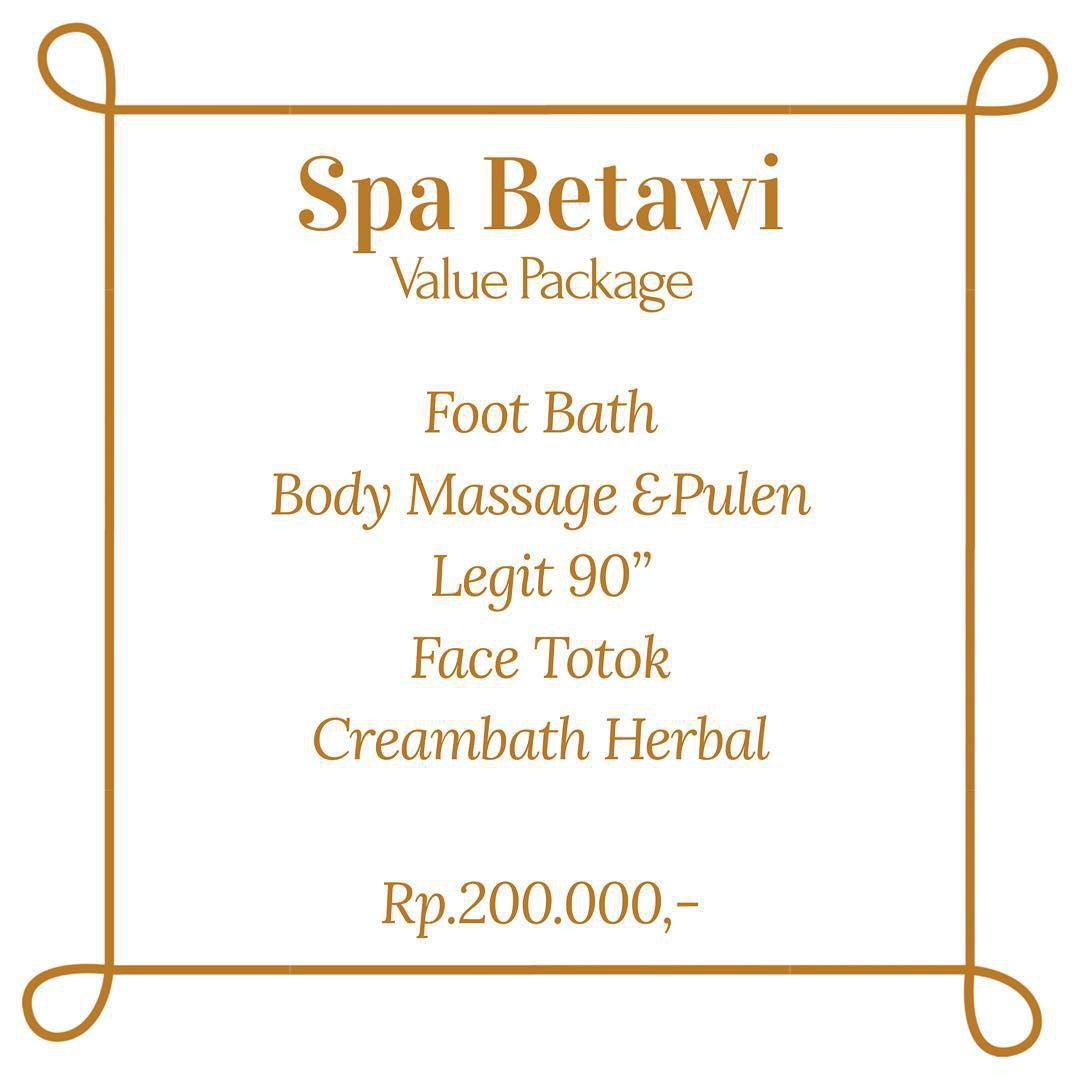 Spa Betawi
Value Package
Foot Bath
Body Massage &Pulen
Legit 90”
Face Totok
Creambath Herbal
Rp.200.000,-